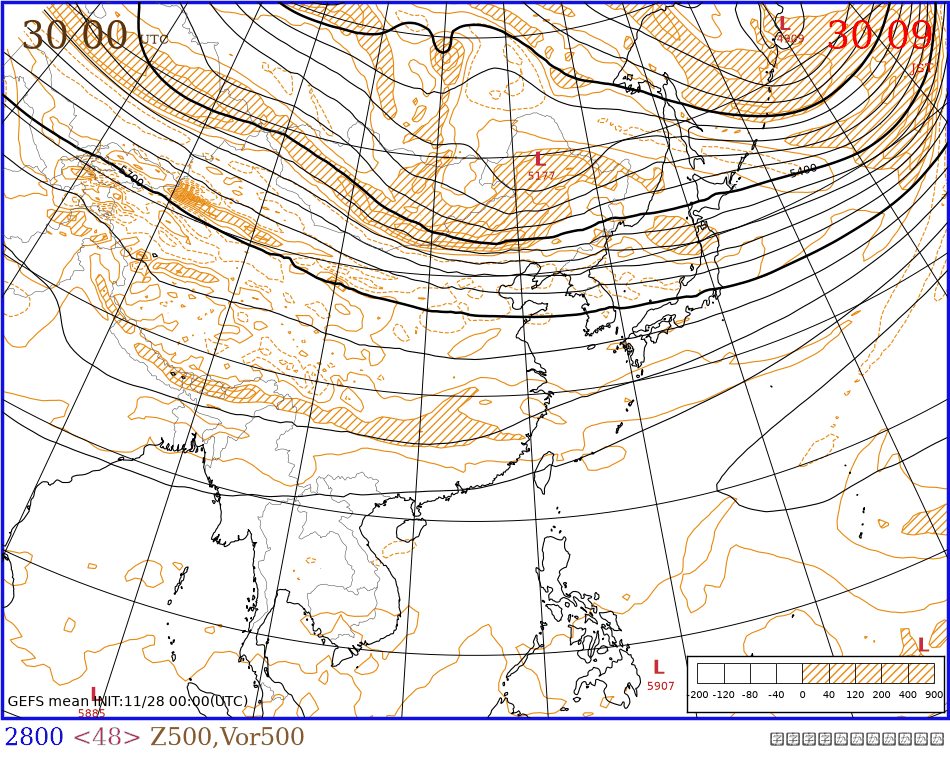 30 00 UTC
30 09
JST
L
4909
L
5177
5700
5400
L
L
5907
L
5885
GEFS mean INIT:11/28 00:00(UTC)
-200 -120 -80 -40 0 40 120 200 400 900
2800 <48> Z500,Vor500